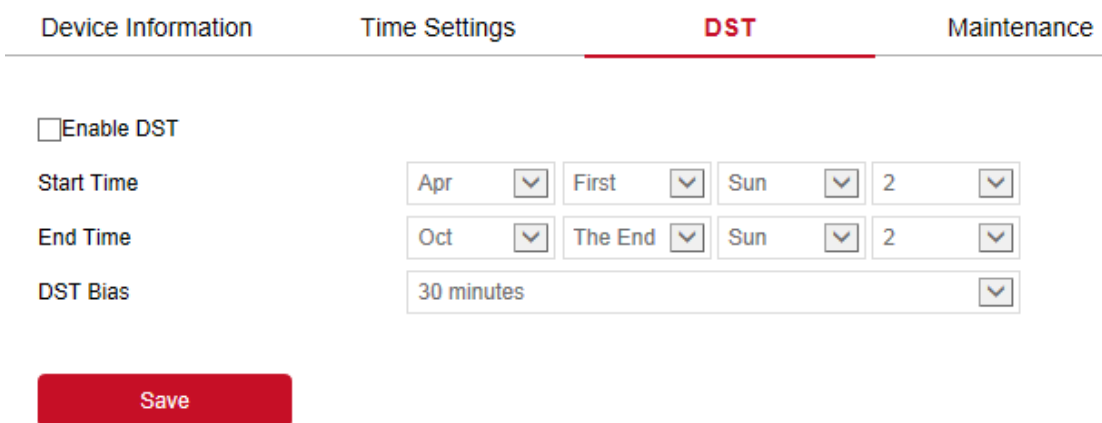 Device Information Time Settings DST Maintenance
Enable DST
Start Time Apr First Sun 2
End Time Oct The End Sun 2
DST Bias 30 minutes
Save